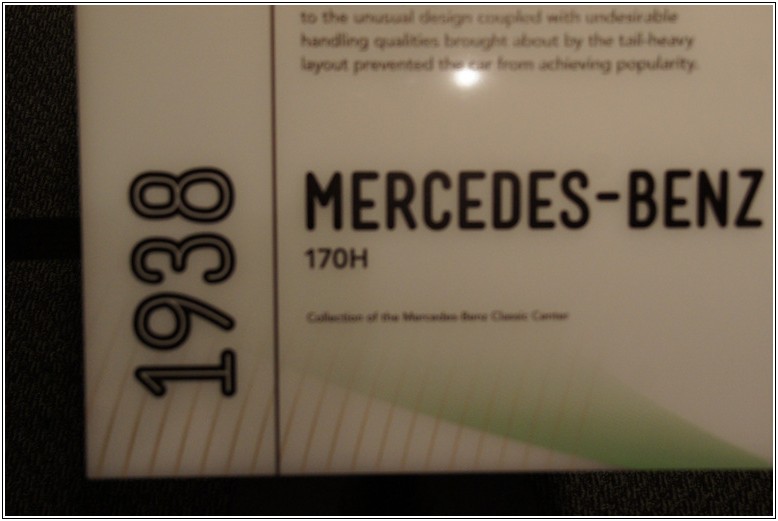 to the unusual design coupled with undesirable
handling qualities brought about by the tail-heavy
layout prevented the car from achieving popularity.
1938
MERCEDES-BENZ
170H
Collection of the Mercedes-Benz Classic Center